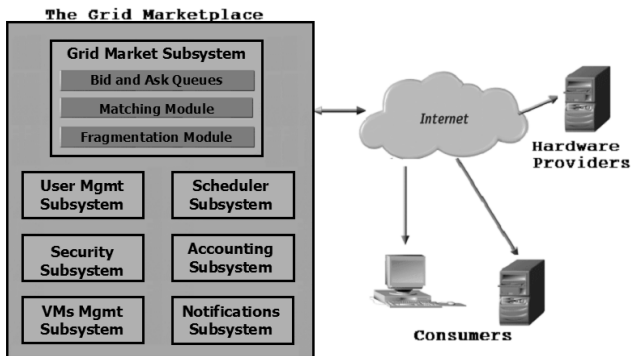 The Grid Marketplace
Grid Market Subsystem
Bid and Ask Queues
Matching Module
Fragmentation Module
User Mgmt
Subsystem
Scheduler
Subsystem
Security
Subsystem
Accounting
Subsystem
VMs Mgmt
Subsystem
Notifications
Subsystem
Internet
Hardware
Providers
Consumers